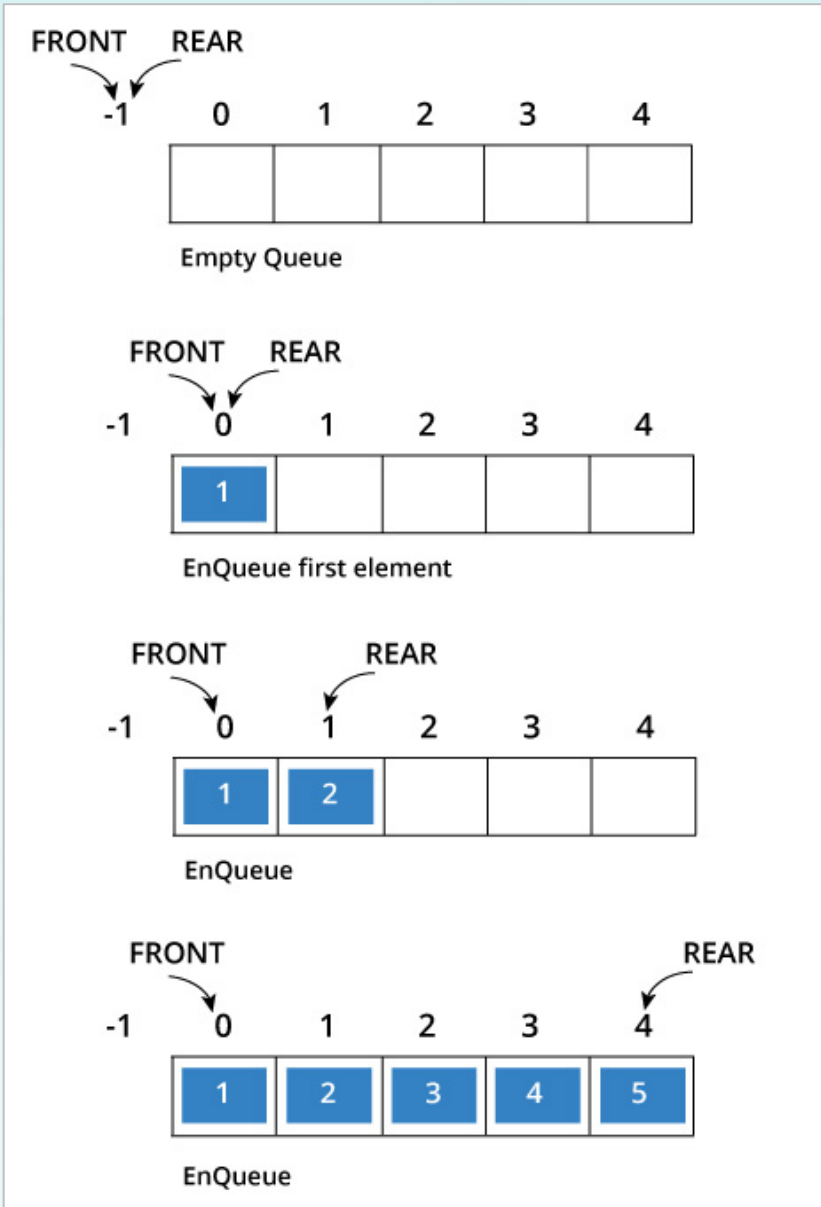 FRONT REAR
-1 0 1 2 3 4
Empty Queue
FRONT REAR
-1 0 1 2 3 4
1
EnQueue first element
FRONT REAR
-1 0 1 2 3 4
1 2
EnQueue
FRONT REAR
-1 0 1 2 3 4
1 2 3 4 5
EnQueue